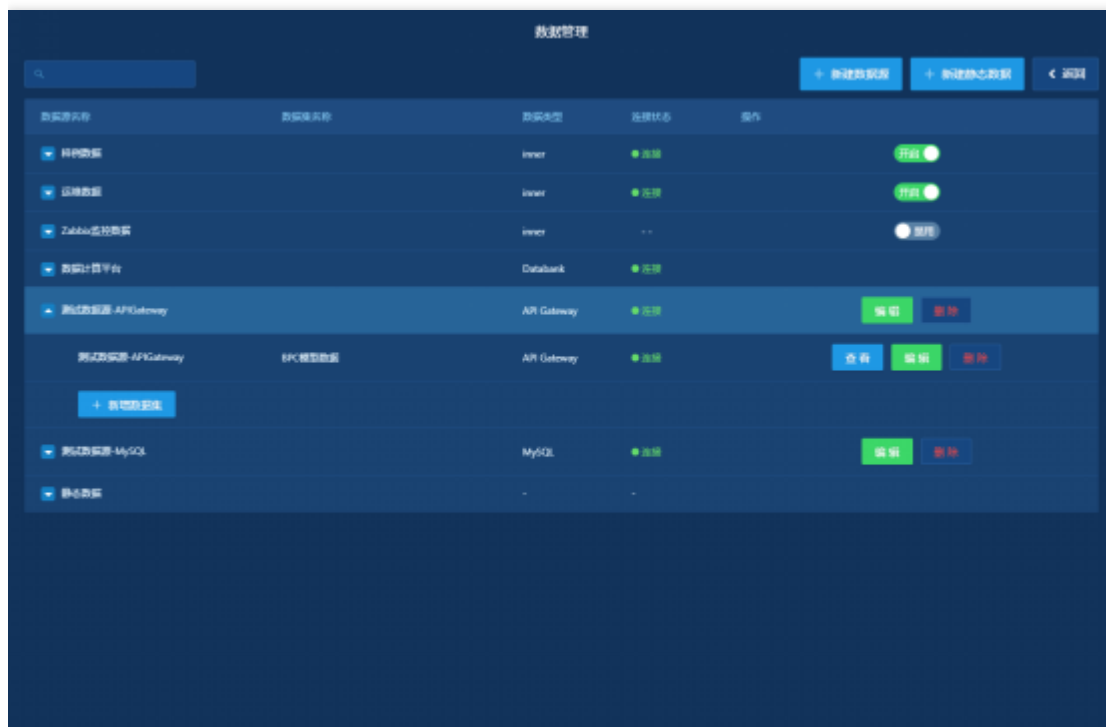 数据管理
+ 新建数据源 + 新建静态数据 < 返回
数据源名称 数据集名称 数据类型 连接状态 操作
样例数据 inner 连接 开启
运维数据 inner 连接 开启
Zabbix监控数据 inner - - 禁用
数据计算平台 Databank 连接
测试数据源-APIGateway API Gateway 连接 编辑 删除
测试数据源-APIGateway BPC模型数据 API Gateway 连接 查看 编辑 删除
+ 新增数据集
测试数据源-MySQL MySQL 连接 编辑 删除
静态数据 - -